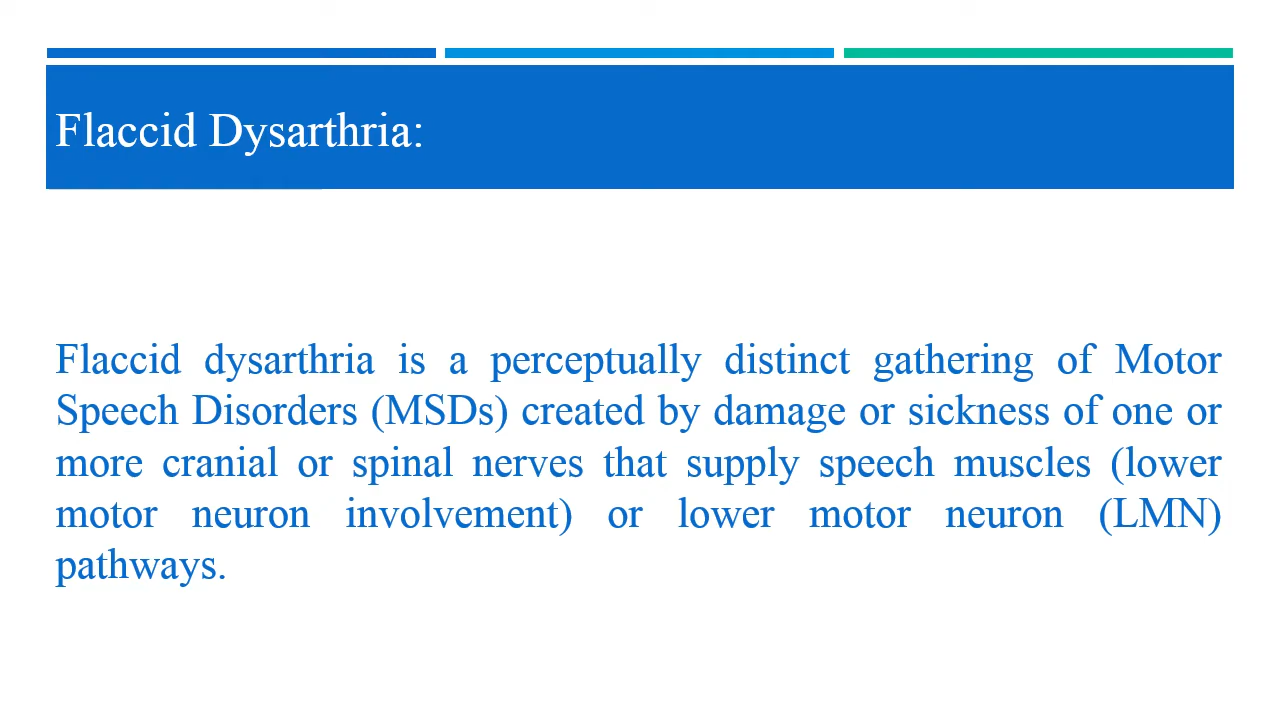 Flaccid Dysarthria:
Flaccid dysarthria is a perceptually distinct gathering of Motor
Speech Disorders (MSDs) created by damage or sickness of one or
more cranial or spinal nerves that supply speech muscles (lower
motor neuron involvement) or lower motor neuron (LMN)
pathways.